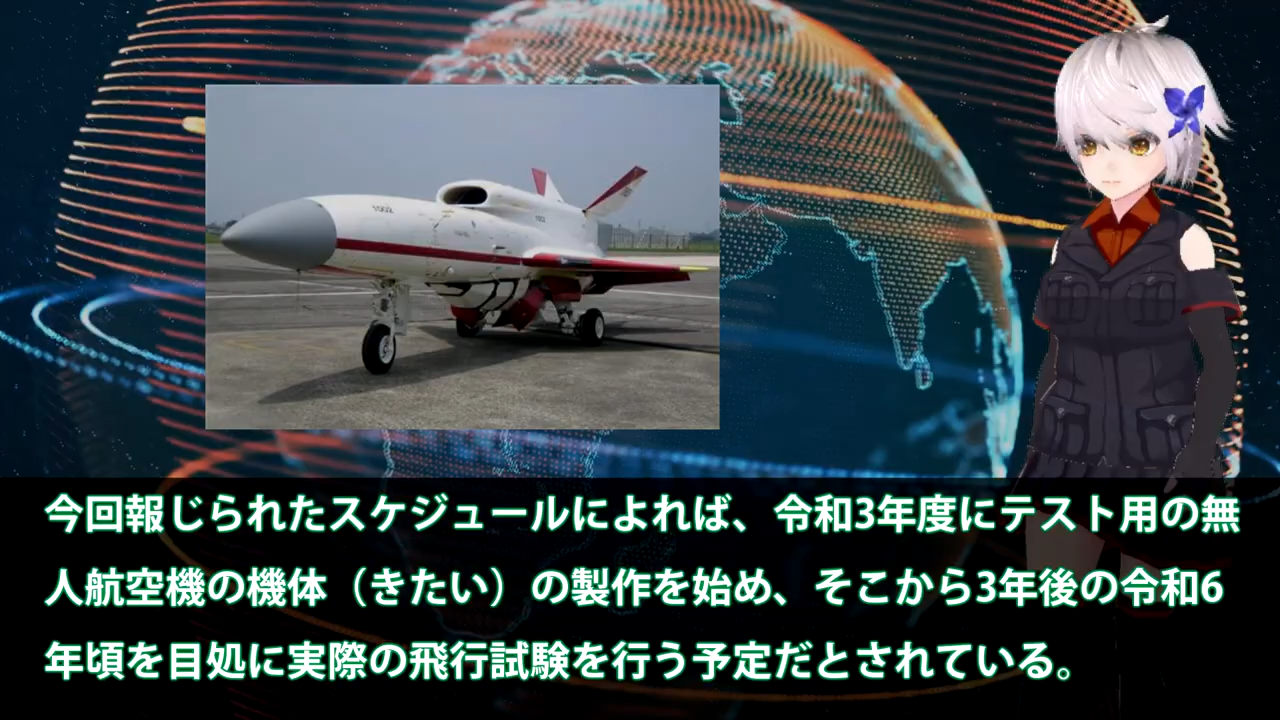 1002
今回報じられたスケジュールによれば、令和3年度にテスト用の無
人航空機の機体（きたい）の製作を始め、そこから3年後の令和6
年頃を目処に実際の飛行試験を行う予定だとされている。